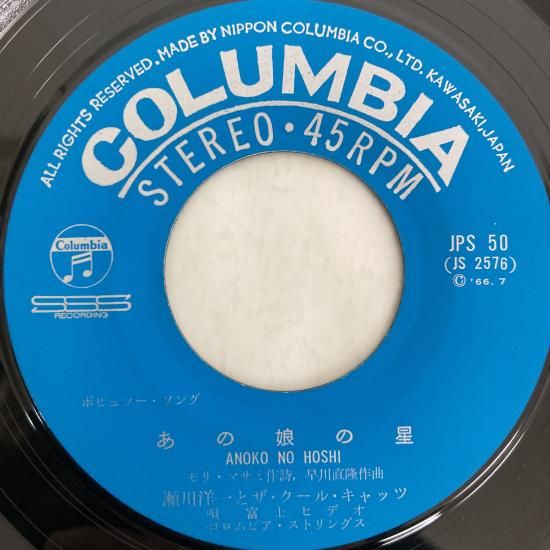 ALL RIGHTS RESERVED. MADE BY NIPPON COLUMBIA CO., LTD. KAWASAKI, JAPAN
COLUMBIA
STEREO・45RPM
Columbia
SSS
RECORDING
JPS 50
(JS 2576)
Ⓒ '66. 7
ポピュラー・ソング
あの娘の星
ANOKO NO HOSHI
モリ・マサミ作詩, 早川直隆作曲
瀬川洋一とザ・クール・キャッツ
唄 富士ヒデオ
コロムビア・ストリングス